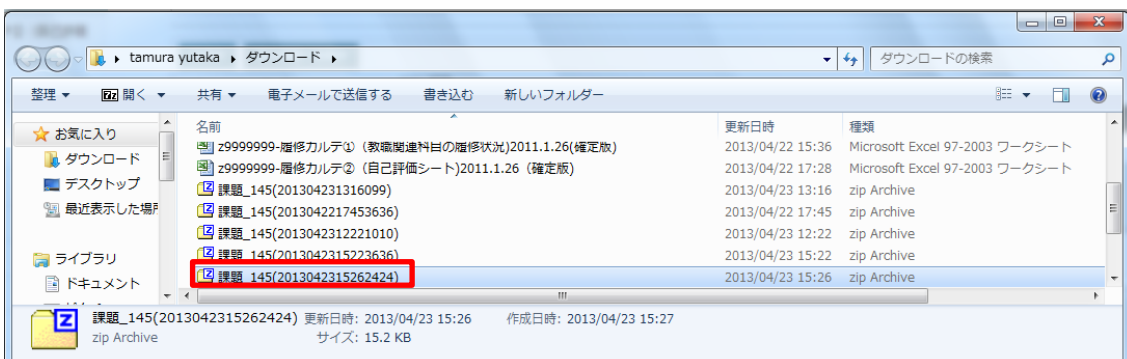 tamura yutaka ▸ ダウンロード ▸ ダウンロードの検索
整理 開く 共有 電子メールで送信する 書き込む 新しいフォルダー
お気に入り
ダウンロード
デスクトップ
最近表示した場所
ライブラリ
ドキュメント
名前 更新日時 種類
z9999999-履修カルテ①（教職関連科目の履修状況)2011.1.26(確定版) 2013/04/22 15:36 Microsoft Excel 97-2003 ワークシート
z9999999-履修カルテ②（自己評価シート)2011.1.26（確定版） 2013/04/22 17:28 Microsoft Excel 97-2003 ワークシート
課題_145(201304231316099) 2013/04/23 13:16 zip Archive
課題_145(2013042217453636) 2013/04/22 17:45 zip Archive
課題_145(2013042312221010) 2013/04/23 12:22 zip Archive
課題_145(2013042315223636) 2013/04/23 15:22 zip Archive
課題_145(2013042315262424) 2013/04/23 15:26 zip Archive
課題_145(2013042315262424) 更新日時: 2013/04/23 15:26 作成日時: 2013/04/23 15:27
zip Archive サイズ: 15.2 KB